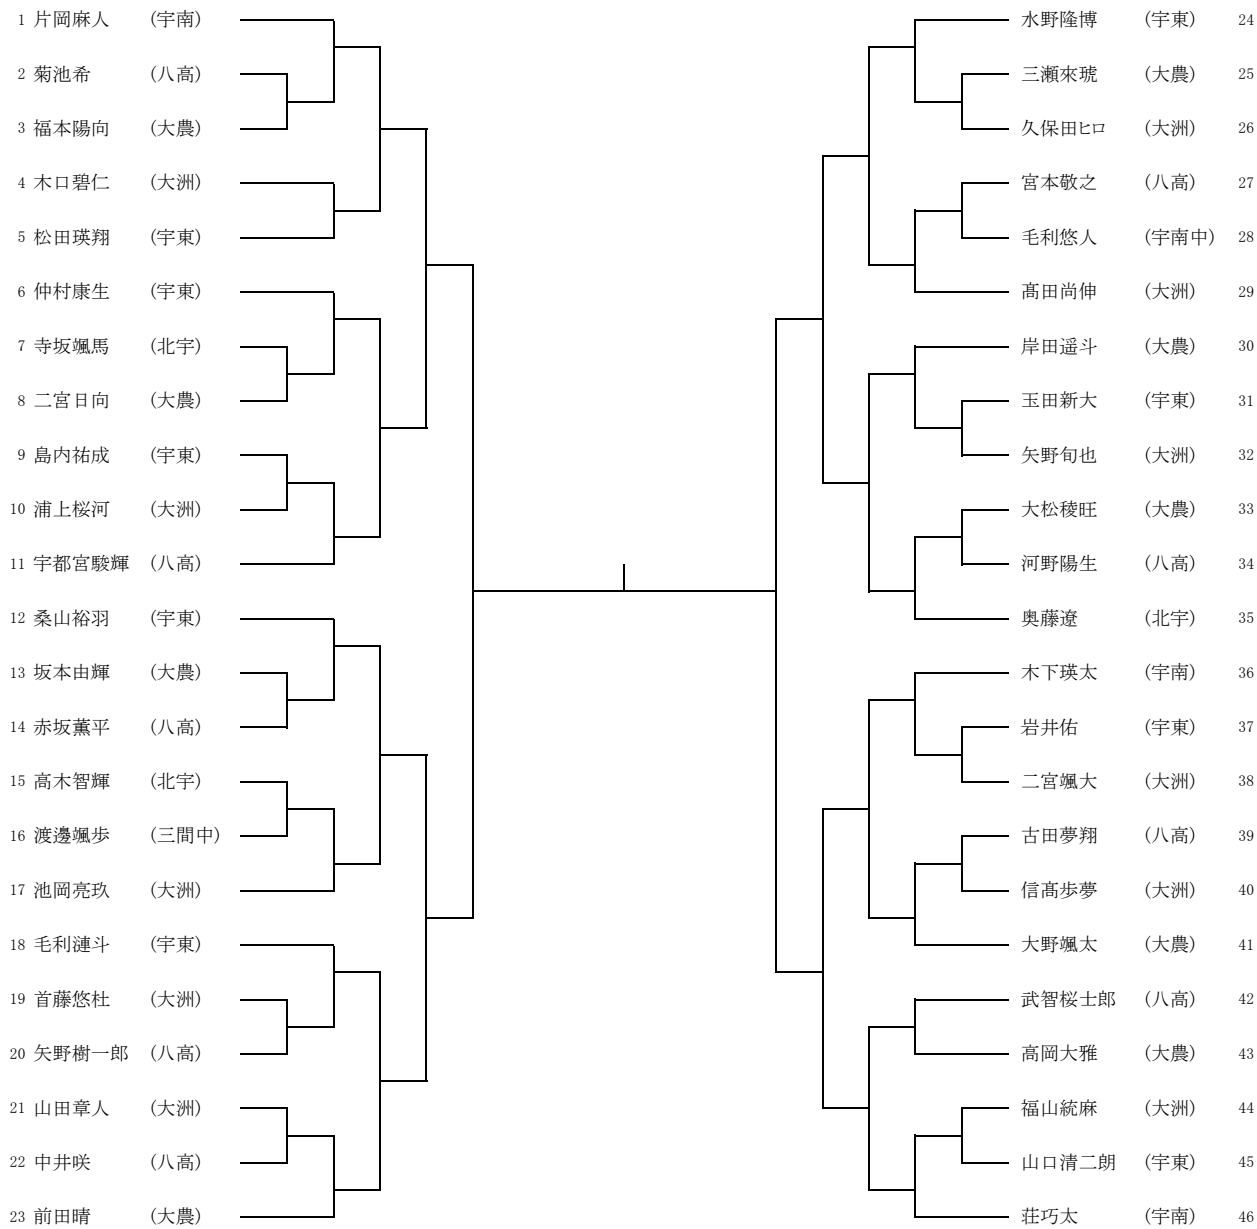 1 片岡麻人 (宇南)
2 菊池希 (八高)
3 福本陽向 (大農)
4 木口碧仁 (大洲)
5 松田瑛翔 (宇東)
6 仲村康生 (宇東)
7 寺坂颯馬 (北宇)
8 二宮日向 (大農)
9 島内祐成 (宇東)
10 浦上桜河 (大洲)
11 宇都宮駿輝 (八高)
12 桑山裕羽 (宇東)
13 坂本由輝 (大農)
14 赤坂薫平 (八高)
15 高木智輝 (北宇)
16 渡邊颯歩 (三間中)
17 池岡亮玖 (大洲)
18 毛利漣斗 (宇東)
19 首藤悠杜 (大洲)
20 矢野樹一郎 (八高)
21 山田章人 (大洲)
22 中井咲 (八高)
23 前田晴 (大農)
水野隆博 (宇東) 24
三瀬來琥 (大農) 25
久保田ヒロ (大洲) 26
宮本敬之 (八高) 27
毛利悠人 (宇南中) 28
髙田尚伸 (大洲) 29
岸田遥斗 (大農) 30
玉田新大 (宇東) 31
矢野旬也 (大洲) 32
大松稜旺 (大農) 33
河野陽生 (八高) 34
奥藤遼 (北宇) 35
木下瑛太 (宇南) 36
岩井佑 (宇東) 37
二宮颯大 (大洲) 38
古田夢翔 (八高) 39
信髙歩夢 (大洲) 40
大野颯太 (大農) 41
武智桜士郎 (八高) 42
高岡大雅 (大農) 43
福山統麻 (大洲) 44
山口清二朗 (宇東) 45
荘巧太 (宇南) 46